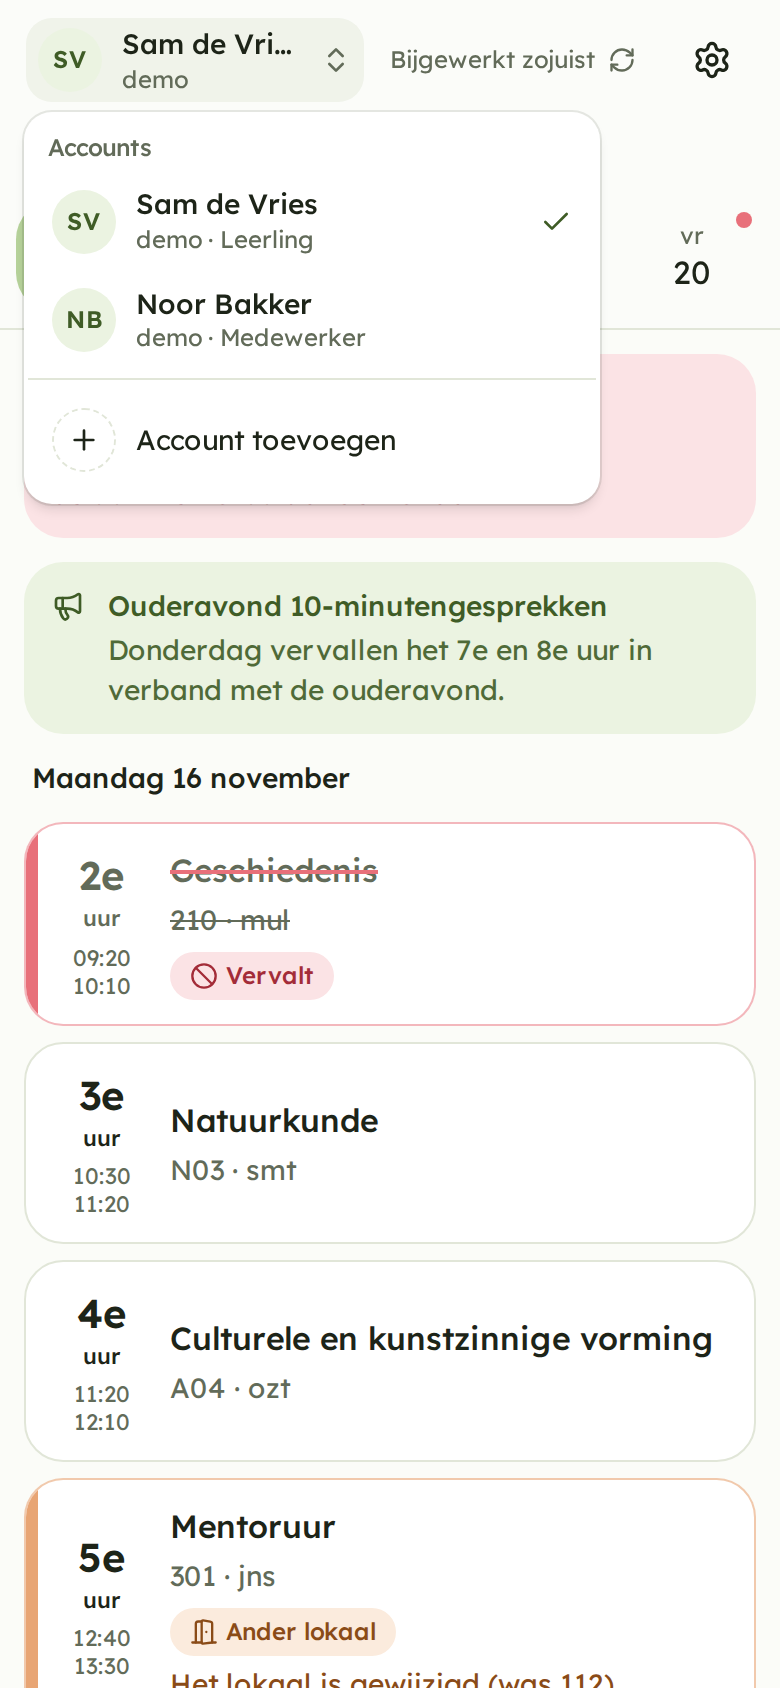 SV
Sam de Vri...
demo
Bijgewerkt zojuist
Accounts
SV
Sam de Vries
demo · Leerling
NB
Noor Bakker
demo · Medewerker
Account toevoegen
vr
20
Ouderavond 10-minutengesprekken
Donderdag vervallen het 7e en 8e uur in
verband met de ouderavond.
Maandag 16 november
2e
uur
09:20
10:10
Geschiedenis
210 · mul
Vervalt
3e
uur
10:30
11:20
Natuurkunde
N03 · smt
4e
uur
11:20
12:10
Culturele en kunstzinnige vorming
A04 · ozt
5e
uur
12:40
13:30
Mentoruur
301 · jns
Ander lokaal
Het lokaal is gewijzigd (was 112)